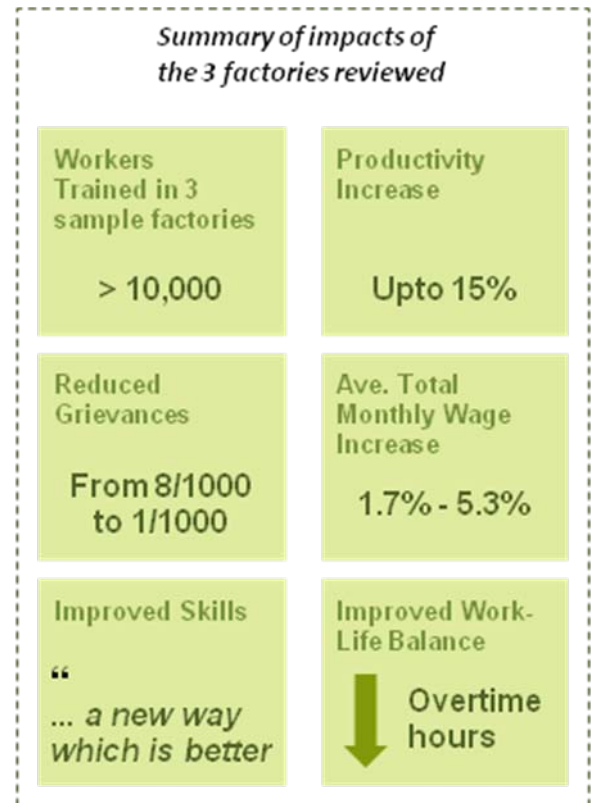 Summary of impacts of
the 3 factories reviewed
Workers
Trained in 3
sample factories
> 10,000
Productivity
Increase
Upto 15%
Reduced
Grievances
From 8/1000
to 1/1000
Ave. Total
Monthly Wage
Increase
1.7% - 5.3%
Improved Skills
“
... a new way
which is better
Improved Work-
Life Balance
Overtime
hours